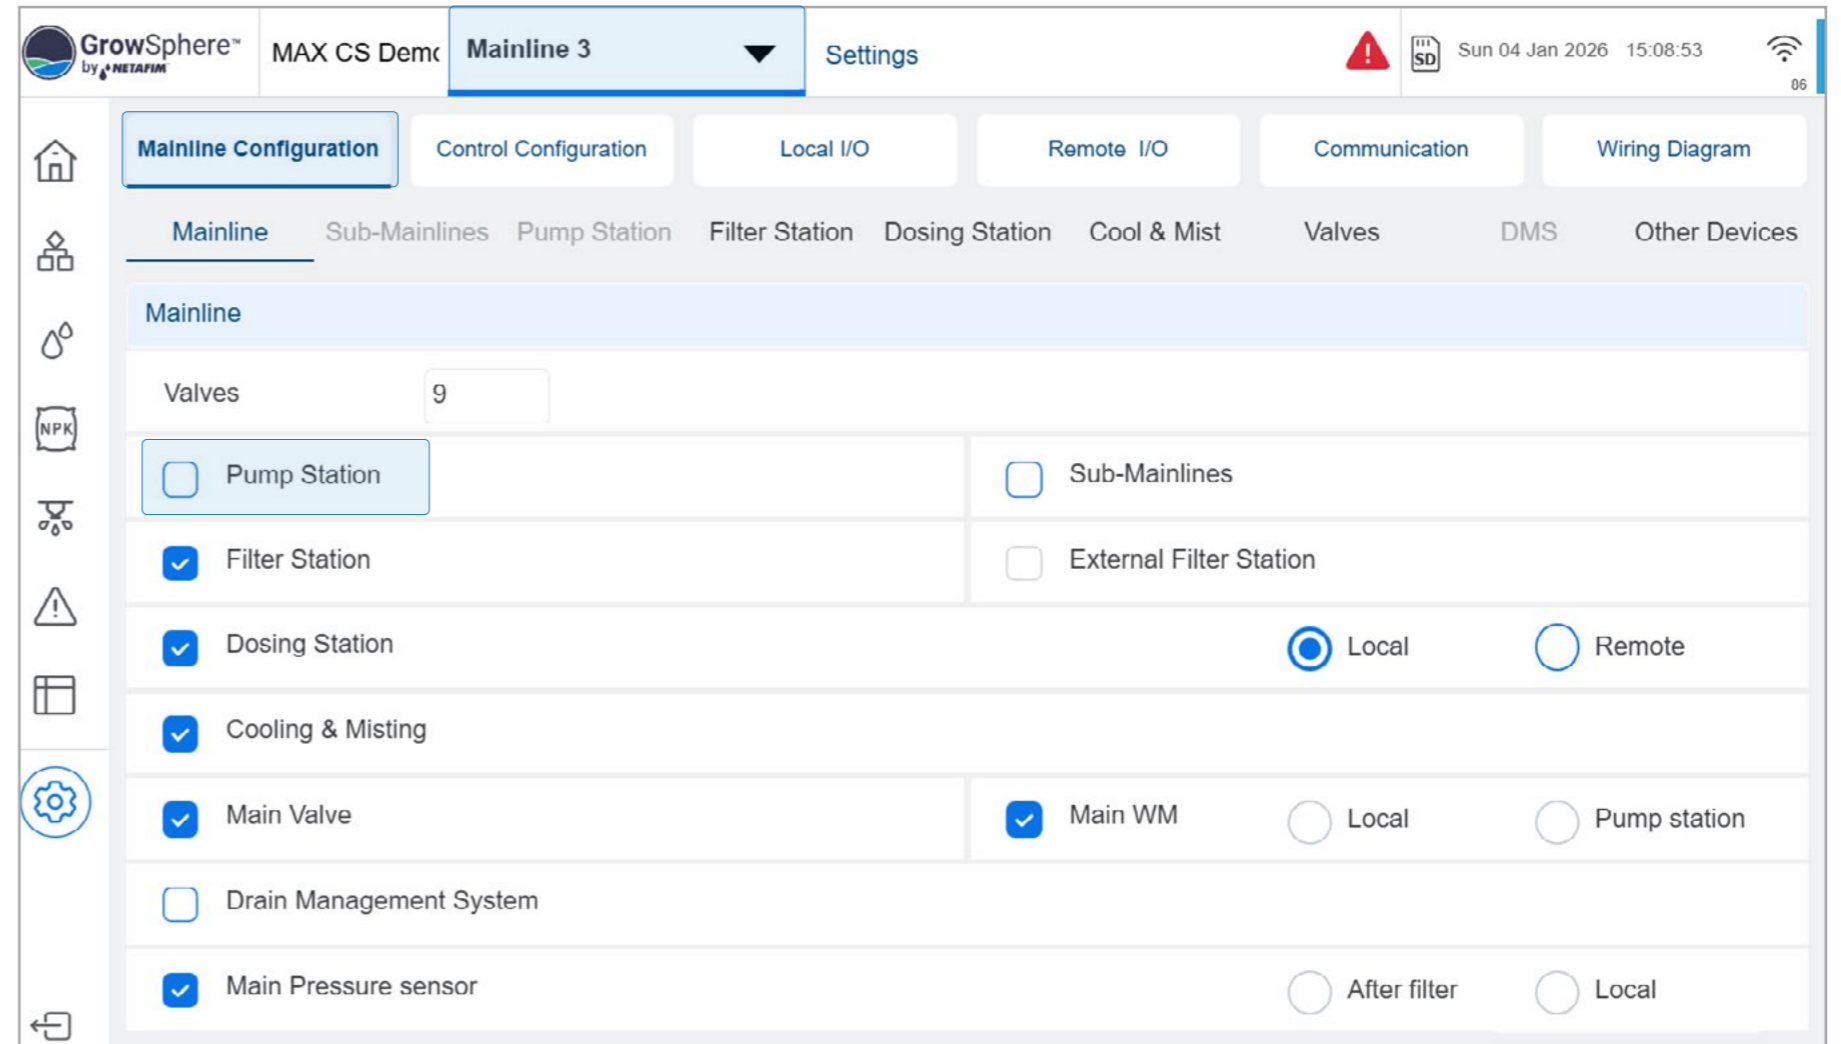 GrowSphere™
by NETAFIM
MAX CS Demo
Mainline 3
Settings
SD
Sun 04 Jan 2026 15:08:53
86
Mainline Configuration
Control Configuration
Local I/O
Remote I/O
Communication
Wiring Diagram
Mainline
Sub-Mainlines
Pump Station
Filter Station
Dosing Station
Cool & Mist
Valves
DMS
Other Devices
Mainline
Valves 9
Pump Station
Sub-Mainlines
NPK
Filter Station
External Filter Station
Dosing Station
Local
Remote
Cooling & Misting
Main Valve
Main WM
Local
Pump station
Drain Management System
Main Pressure sensor
After filter
Local